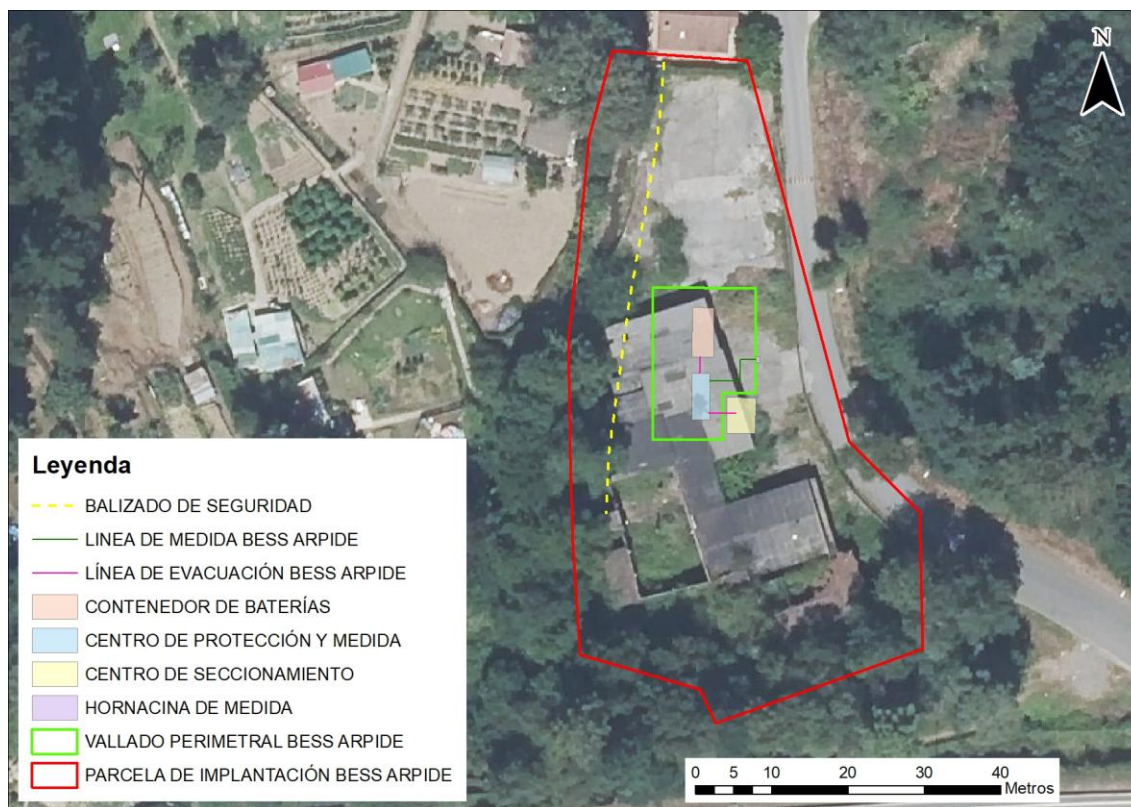 N
Leyenda
BALIZADO DE SEGURIDAD
LINEA DE MEDIDA BESS ARPIDE
LÍNEA DE EVACUACIÓN BESS ARPIDE
CONTENEDOR DE BATERÍAS
CENTRO DE PROTECCIÓN Y MEDIDA
CENTRO DE SECCIONAMIENTO
HORNACINA DE MEDIDA
VALLADO PERIMETRAL BESS ARPIDE
PARCELA DE IMPLANTACIÓN BESS ARPIDE
0 5 10 20 30 40
Metros